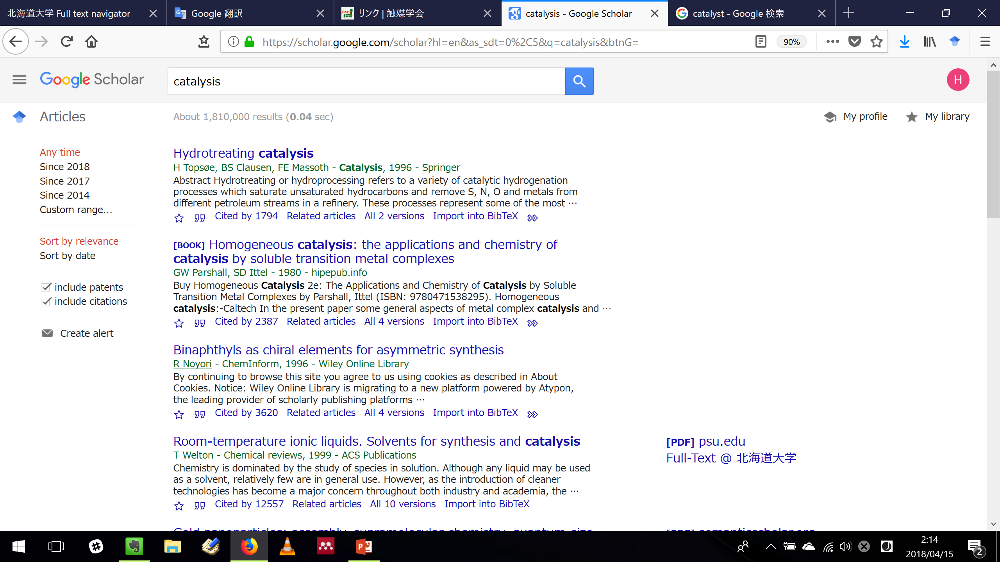 北海道大学 Full text navigator
Google 翻訳
リンク | 触媒学会
catalysis - Google Scholar
catalyst - Google 検索
https://scholar.google.com/scholar?hl=en&as_sdt=0%2C5&q=catalysis&btnG=
90%
Google Scholar
catalysis
H
Articles
About 1,810,000 results (0.04 sec)
My profile
My library
Any time
Since 2018
Since 2017
Since 2014
Custom range...
Sort by relevance
Sort by date
include patents
include citations
Create alert
Hydrotreating catalysis
H Topsøe, BS Clausen, FE Massoth - Catalysis, 1996 - Springer
Abstract Hydrotreating or hydroprocessing refers to a variety of catalytic hydrogenation
processes which saturate unsaturated hydrocarbons and remove S, N, O and metals from
different petroleum streams in a refinery. These processes represent some of the most …
Cited by 1794 Related articles All 2 versions Import into BibTeX
[BOOK] Homogeneous catalysis: the applications and chemistry of
catalysis by soluble transition metal complexes
GW Parshall, SD Ittel - 1980 - hipepub.info
Buy Homogeneous Catalysis 2e: The Applications and Chemistry of Catalysis by Soluble
Transition Metal Complexes by Parshall, Ittel (ISBN: 9780471538295). Homogeneous
catalysis:-Caltech In the present paper some general aspects of metal complex catalysis and …
Cited by 2387 Related articles All 4 versions Import into BibTeX
Binaphthyls as chiral elements for asymmetric synthesis
R Noyori - ChemInform, 1996 - Wiley Online Library
By continuing to browse this site you agree to us using cookies as described in About
Cookies. Notice: Wiley Online Library is migrating to a new platform powered by Atypon,
the leading provider of scholarly publishing platforms …
Cited by 3620 Related articles All 4 versions Import into BibTeX
Room-temperature ionic liquids. Solvents for synthesis and catalysis
T Welton - Chemical reviews, 1999 - ACS Publications
Chemistry is dominated by the study of species in solution. Although any liquid may be used
as a solvent, relatively few are in general use. However, as the introduction of cleaner
technologies has become a major concern throughout both industry and academia, the …
Cited by 12557 Related articles All 10 versions Import into BibTeX
[PDF] psu.edu
Full-Text @ 北海道大学
Gold nanoparticles: assembly, supramolecular chemistry, quantum-size
[PDF] semanticscholar.org
2:14
2018/04/15
2